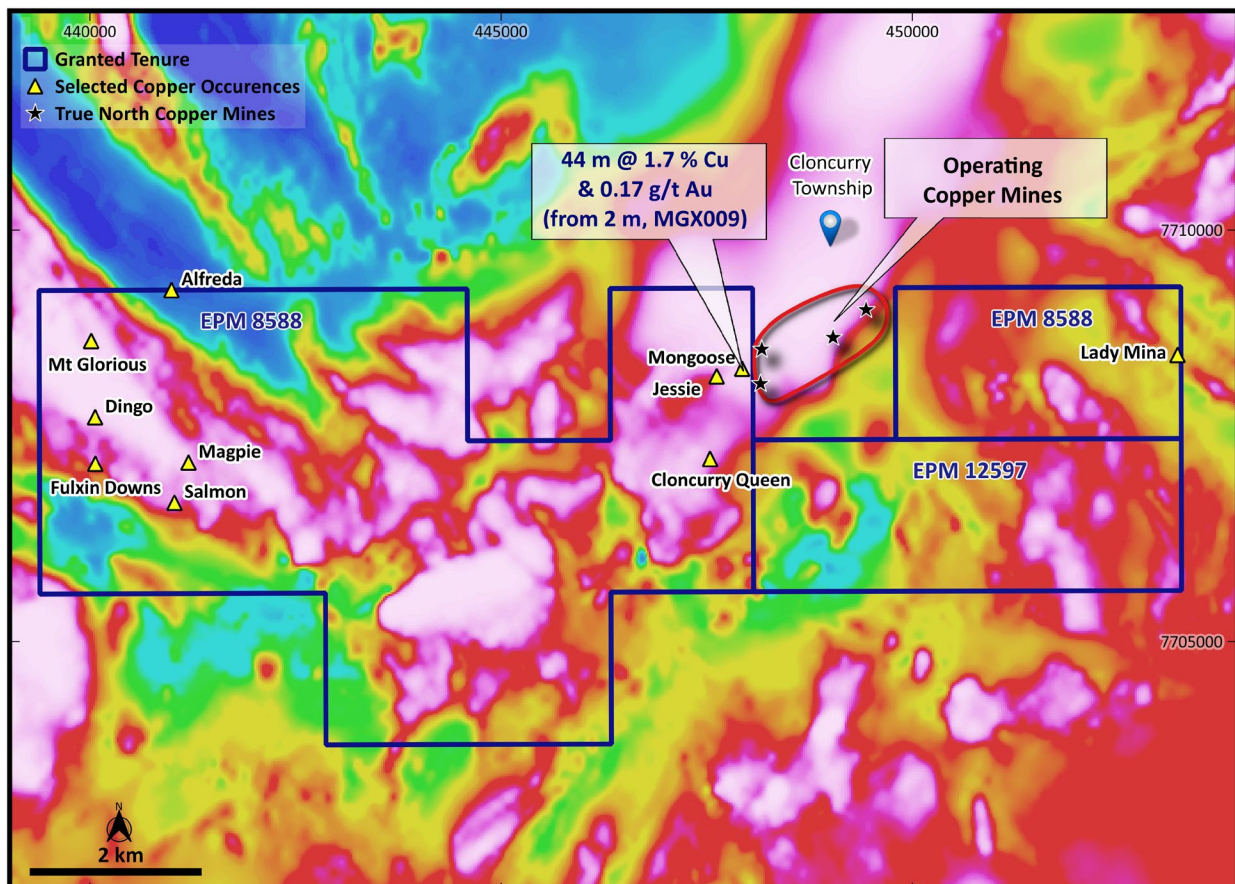 440000
445000
450000
Granted Tenure
Selected Copper Occurences
True North Copper Mines
44 m @ 1.7 % Cu
& 0.17 g/t Au
(from 2 m, MGX009)
Cloncurry
Township
Operating
Copper Mines
7710000
Alfreda
EPM 8588
EPM 8588
Mt Glorious
Mongoose
Jessie
Lady Mina
Dingo
Magpie
Fulxin Downs
Salmon
Cloncurry Queen
EPM 12597
7705000
N
2 km